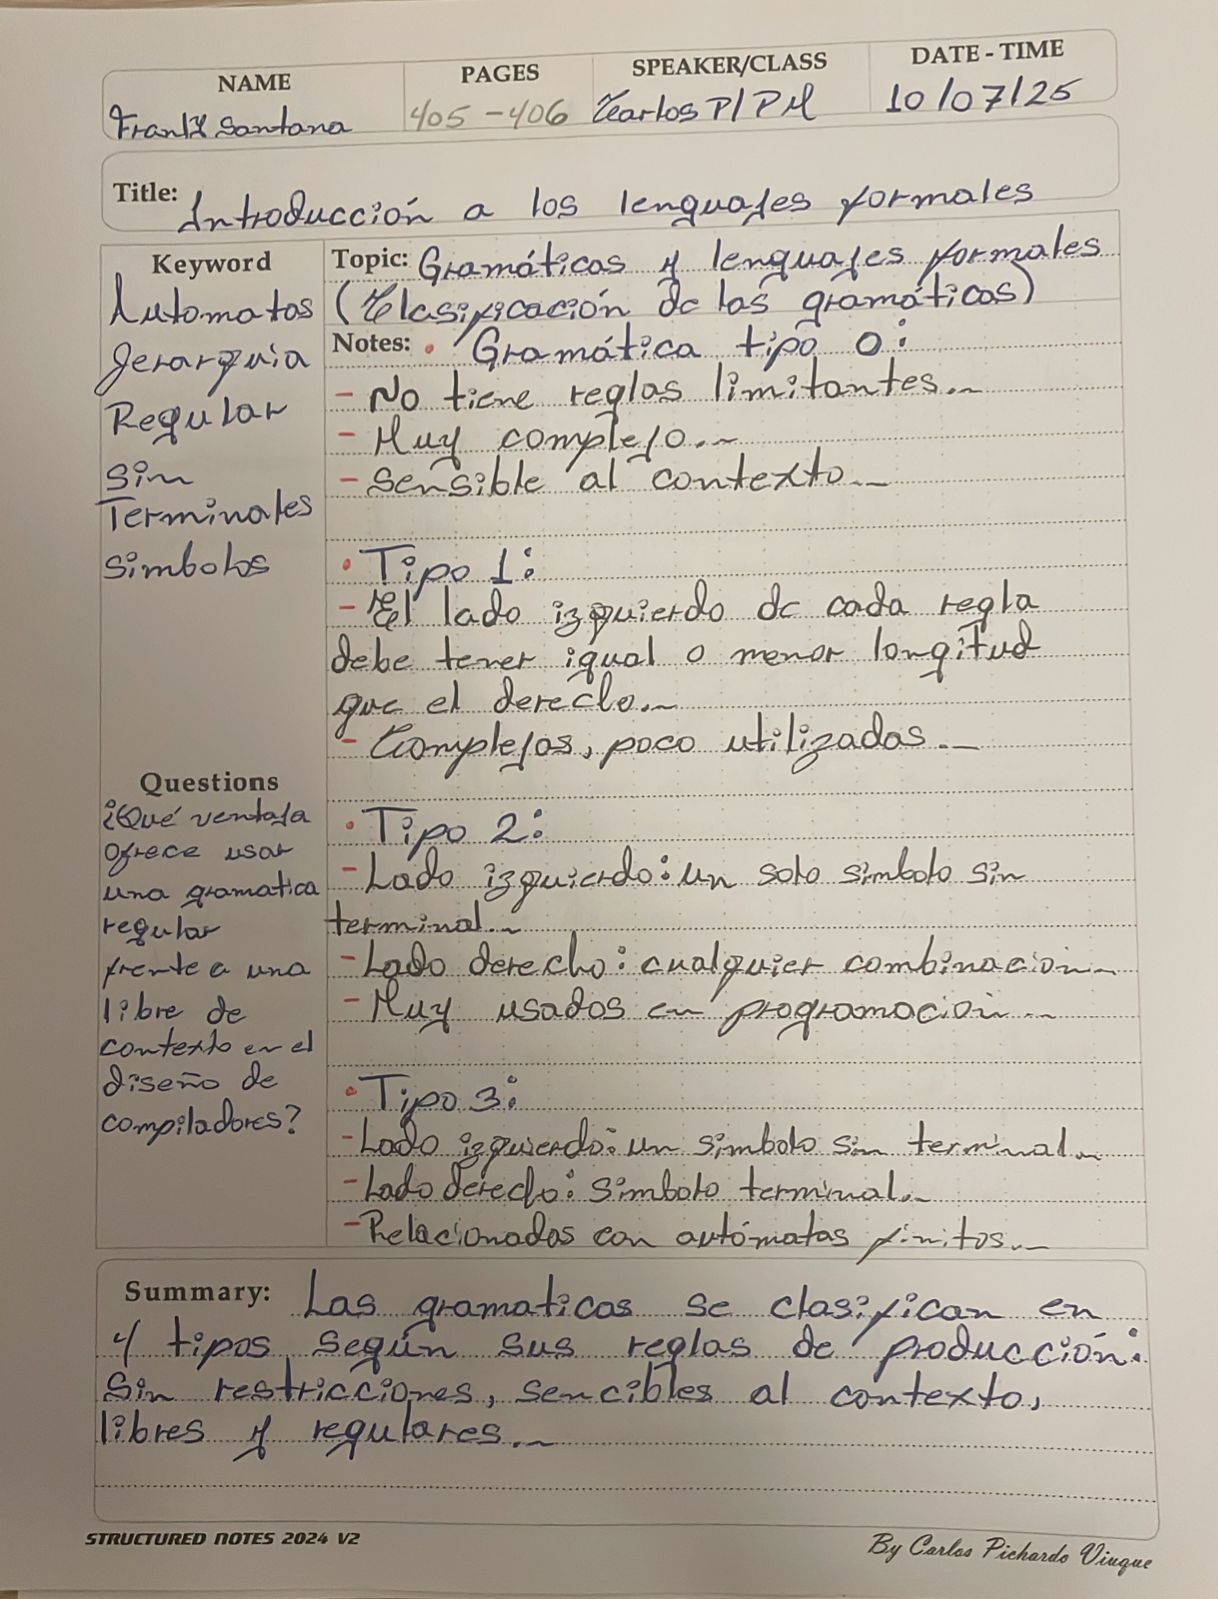 NAME PAGES SPEAKER/CLASS DATE - TIME
Frank Santana 405-406 Carlos P/PM 10/07/25
Title: Introducción a los lenguajes formales
Keyword
Automatos
Jerarquia
Regular
Sin
Terminales
Simbolos
Topic: Gramáticas y lenguajes formales
(Clasificación de las gramáticas)
Notes: • Gramática tipo 0:
- No tiene reglas limitantes..
- Muy complejo..
- Sensible al contexto..
• Tipo 1:
- El lado izquierdo de cada regla
debe tener igual o menor longitud
que el derecho..
- Complejas, poco utilizadas..
• Tipo 2:
- Lado izquierdo: un solo simbolo sin
terminal..
- Lado derecho: cualquier combinacion..
- Muy usados en programacion..
• Tipo 3:
- Lado izquierdo: un simbolo sin terminal..
- Lado derecho: simbolo terminal..
- Relacionados con autómatas finitos..
Questions
¿Qué ventaja
ofrece usar
una gramatica
regular
frente a una
libre de
contexto en el
diseño de
compiladores?
Summary: Las gramaticas se clasifican en
4 tipos según sus reglas de producción:
Sin restricciones, sencibles al contexto,
libres y regulares..
STRUCTURED NOTES 2024 V2
By Carlos Pichardo Viuque